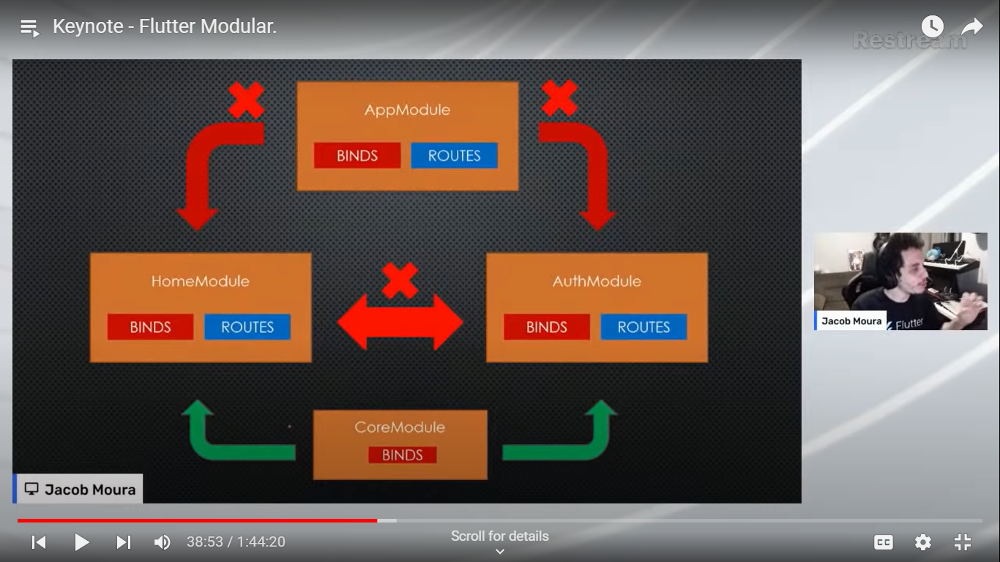 Keynote - Flutter Modular.
Restream
AppModule
BINDS
ROUTES
HomeModule
BINDS
ROUTES
AuthModule
BINDS
ROUTES
CoreModule
BINDS
Flutter
Jacob Moura
Jacob Moura
38:53 / 1:44:20
Scroll for details
CC